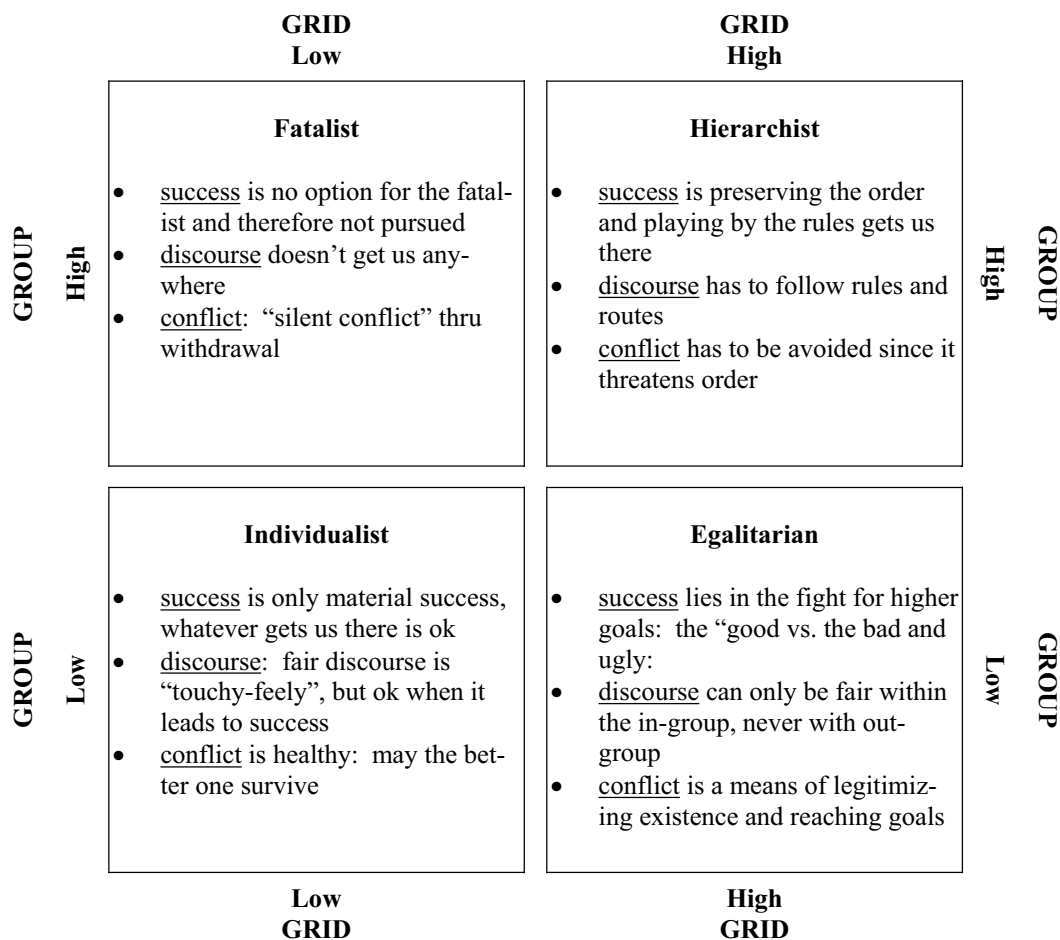 GRID
Low
GRID
High
GROUP
High
Fatalist
• success is no option for the fatal-
ist and therefore not pursued
• discourse doesn’t get us any-
where
• conflict:  “silent conflict” thru
withdrawal
Hierarchist
• success is preserving the order
and playing by the rules gets us
there
• discourse has to follow rules and
routes
• conflict has to be avoided since it
threatens order
High
GROUP
GROUP
Low
Individualist
• success is only material success,
whatever gets us there is ok
• discourse:  fair discourse is
“touchy-feely”, but ok when it
leads to success
• conflict is healthy:  may the bet-
ter one survive
Egalitarian
• success lies in the fight for higher
goals:  the “good vs. the bad and
ugly:
• discourse can only be fair within
the in-group, never with out-
group
• conflict is a means of legitimiz-
ing existence and reaching goals
Low
GROUP
Low
GRID
High
GRID